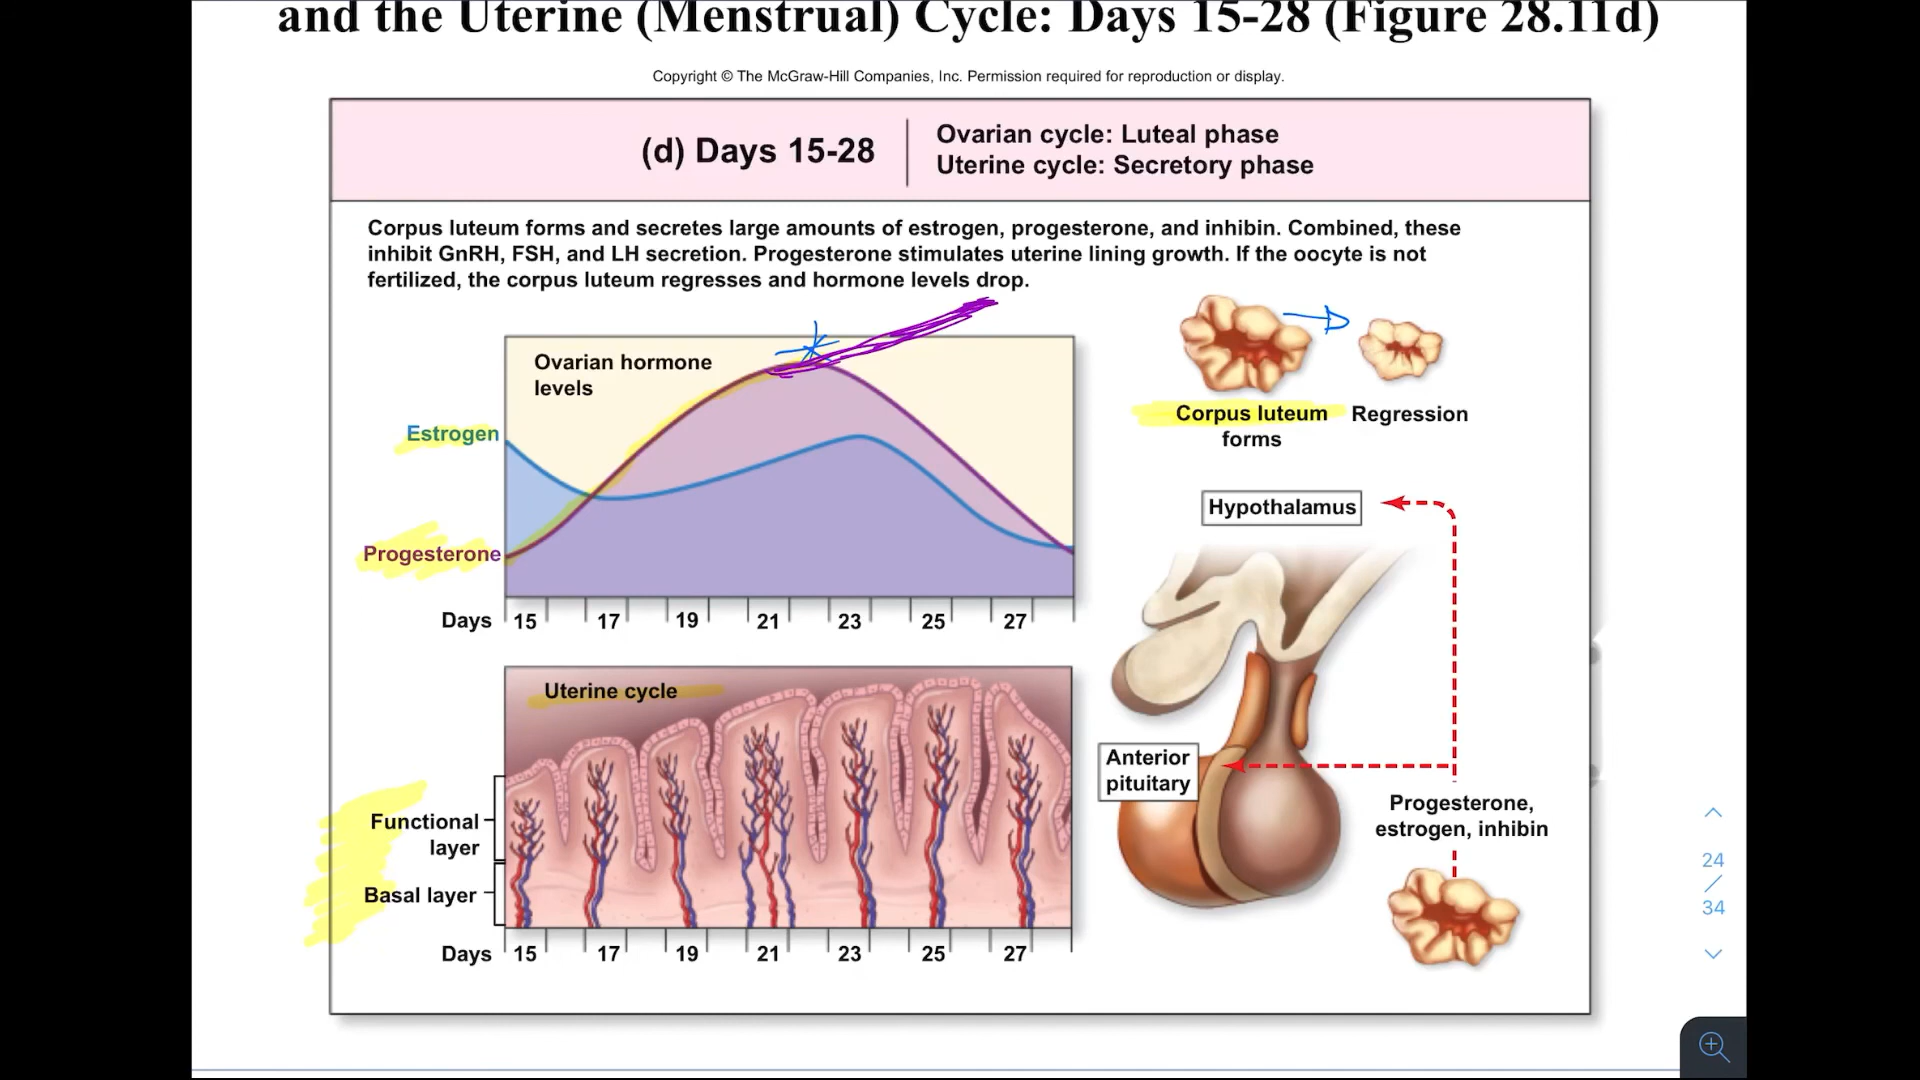 and the Uterine (Menstrual) Cycle: Days 15-28 (Figure 28.11d)
Copyright © The McGraw-Hill Companies, Inc. Permission required for reproduction or display.
(d) Days 15-28
Ovarian cycle: Luteal phase
Uterine cycle: Secretory phase
Corpus luteum forms and secretes large amounts of estrogen, progesterone, and inhibin. Combined, these
inhibit GnRH, FSH, and LH secretion. Progesterone stimulates uterine lining growth. If the oocyte is not
fertilized, the corpus luteum regresses and hormone levels drop.
Ovarian hormone
levels
Estrogen
Progesterone
Days 15 17 19 21 23 25 27
Corpus luteum
forms
Regression
Hypothalamus
Uterine cycle
Functional
layer
Basal layer
Days 15 17 19 21 23 25 27
Anterior
pituitary
Progesterone,
estrogen, inhibin
24
/
34